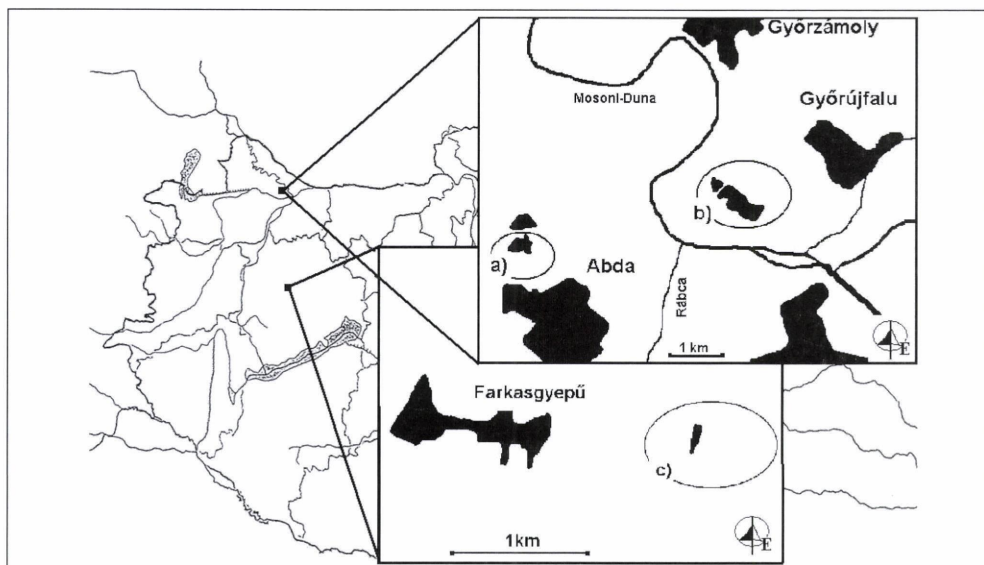 Győrzámoly
Mosoni-Duna
Győrújfalu
b)
a)
Abda
Rábca
1 km
É
Farkasgyepű
c)
1km
É